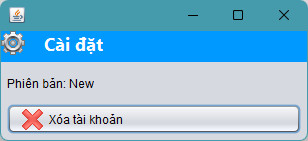 Cài đặt
Phiên bản: New
Xóa tài khoản